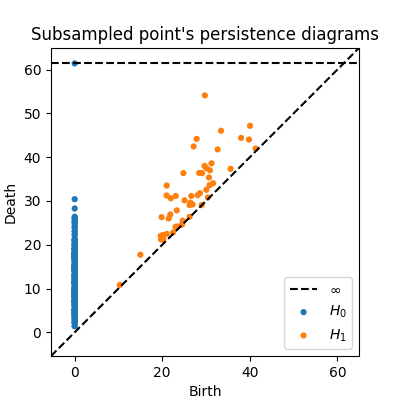 Subsampled point's persistence diagrams
60
50
40
30
20
10
0
Death
∞
H₀
H₁
0 20 40 60
Birth